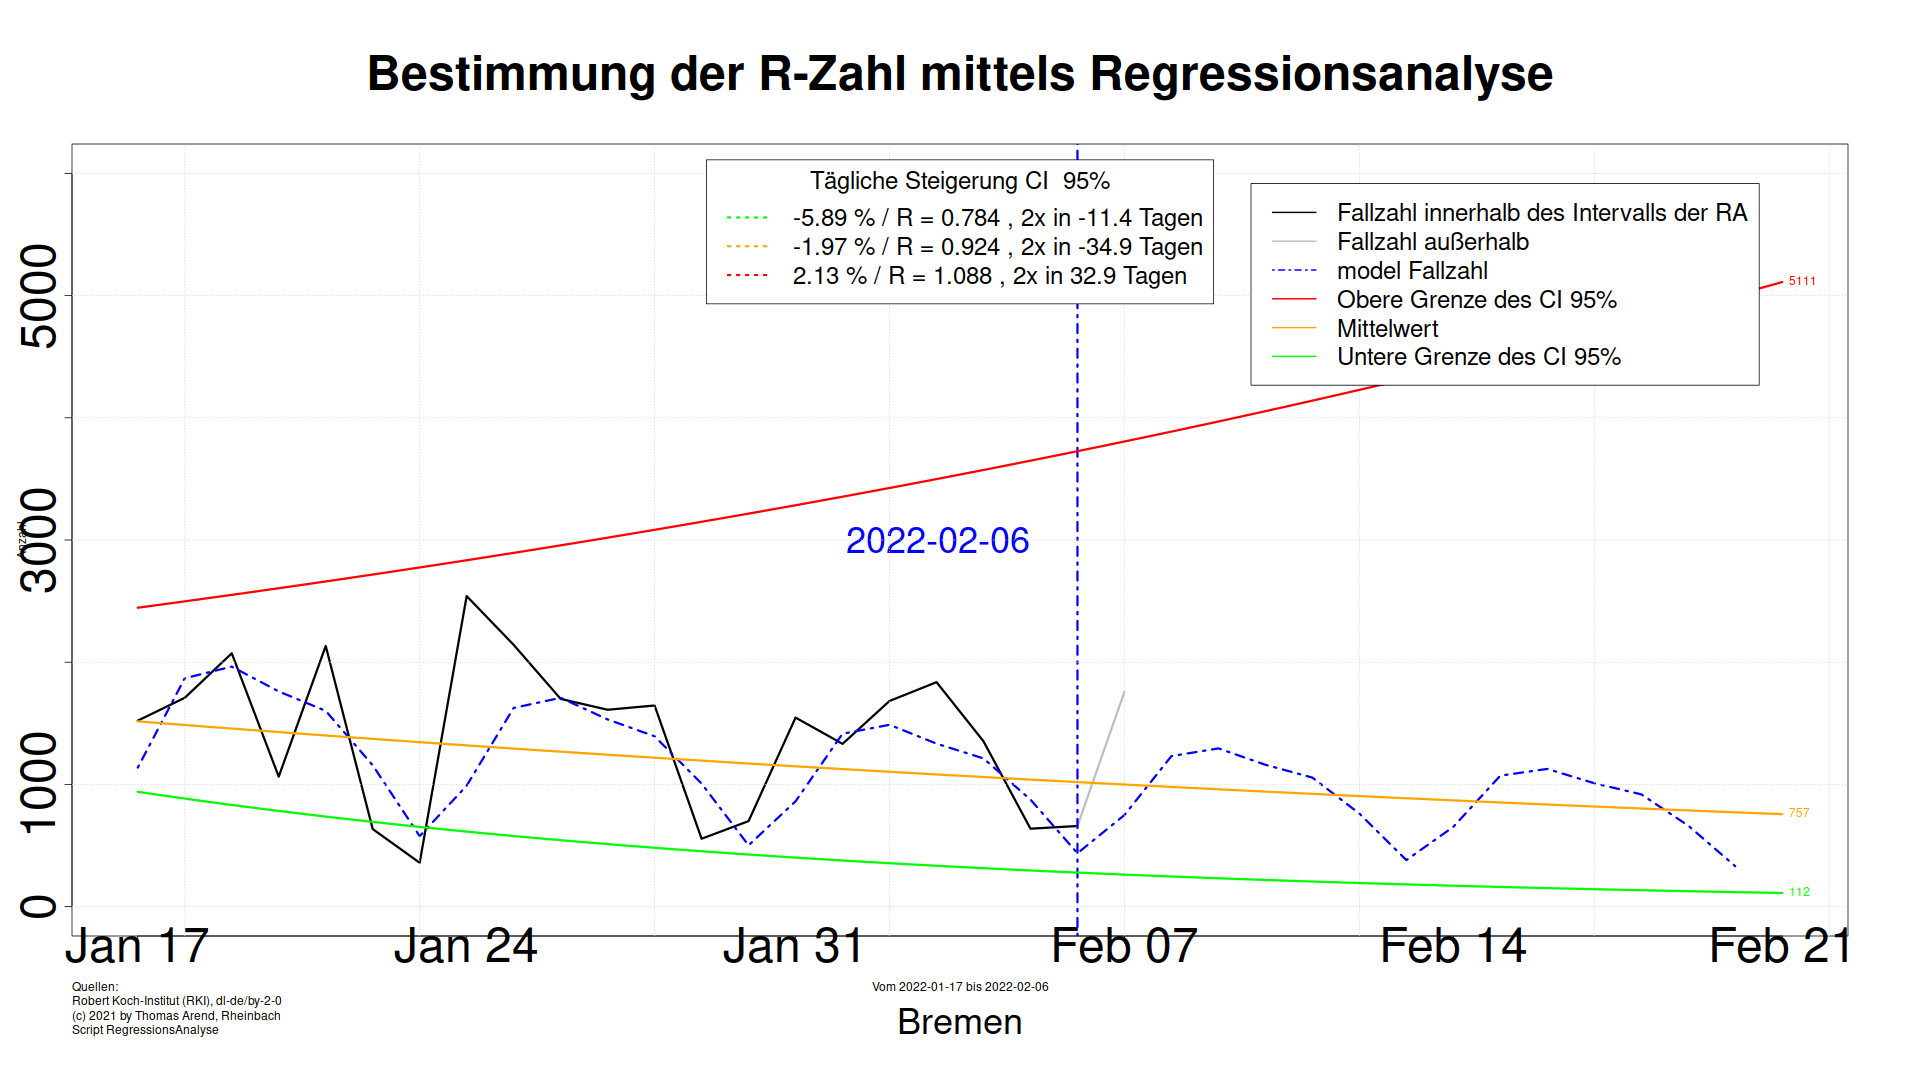 Bestimmung der R-Zahl mittels Regressionsanalyse
Tägliche Steigerung CI 95%
-5.89 % / R = 0.784 , 2x in -11.4 Tagen
-1.97 % / R = 0.924 , 2x in -34.9 Tagen
2.13 % / R = 1.088 , 2x in 32.9 Tagen
Fallzahl innerhalb des Intervalls der RA
Fallzahl außerhalb
model Fallzahl
Obere Grenze des CI 95%
Mittelwert
Untere Grenze des CI 95%
5111
5000
2022-02-06
3000
Anzahl
1000
757
0
112
Jan 17
Jan 24
Jan 31
Feb 07
Feb 14
Feb 21
Quellen:
Robert Koch-Institut (RKI), dl-de/by-2-0
(c) 2021 by Thomas Arend, Rheinbach
Script RegressionsAnalyse
Vom 2022-01-17 bis 2022-02-06
Bremen